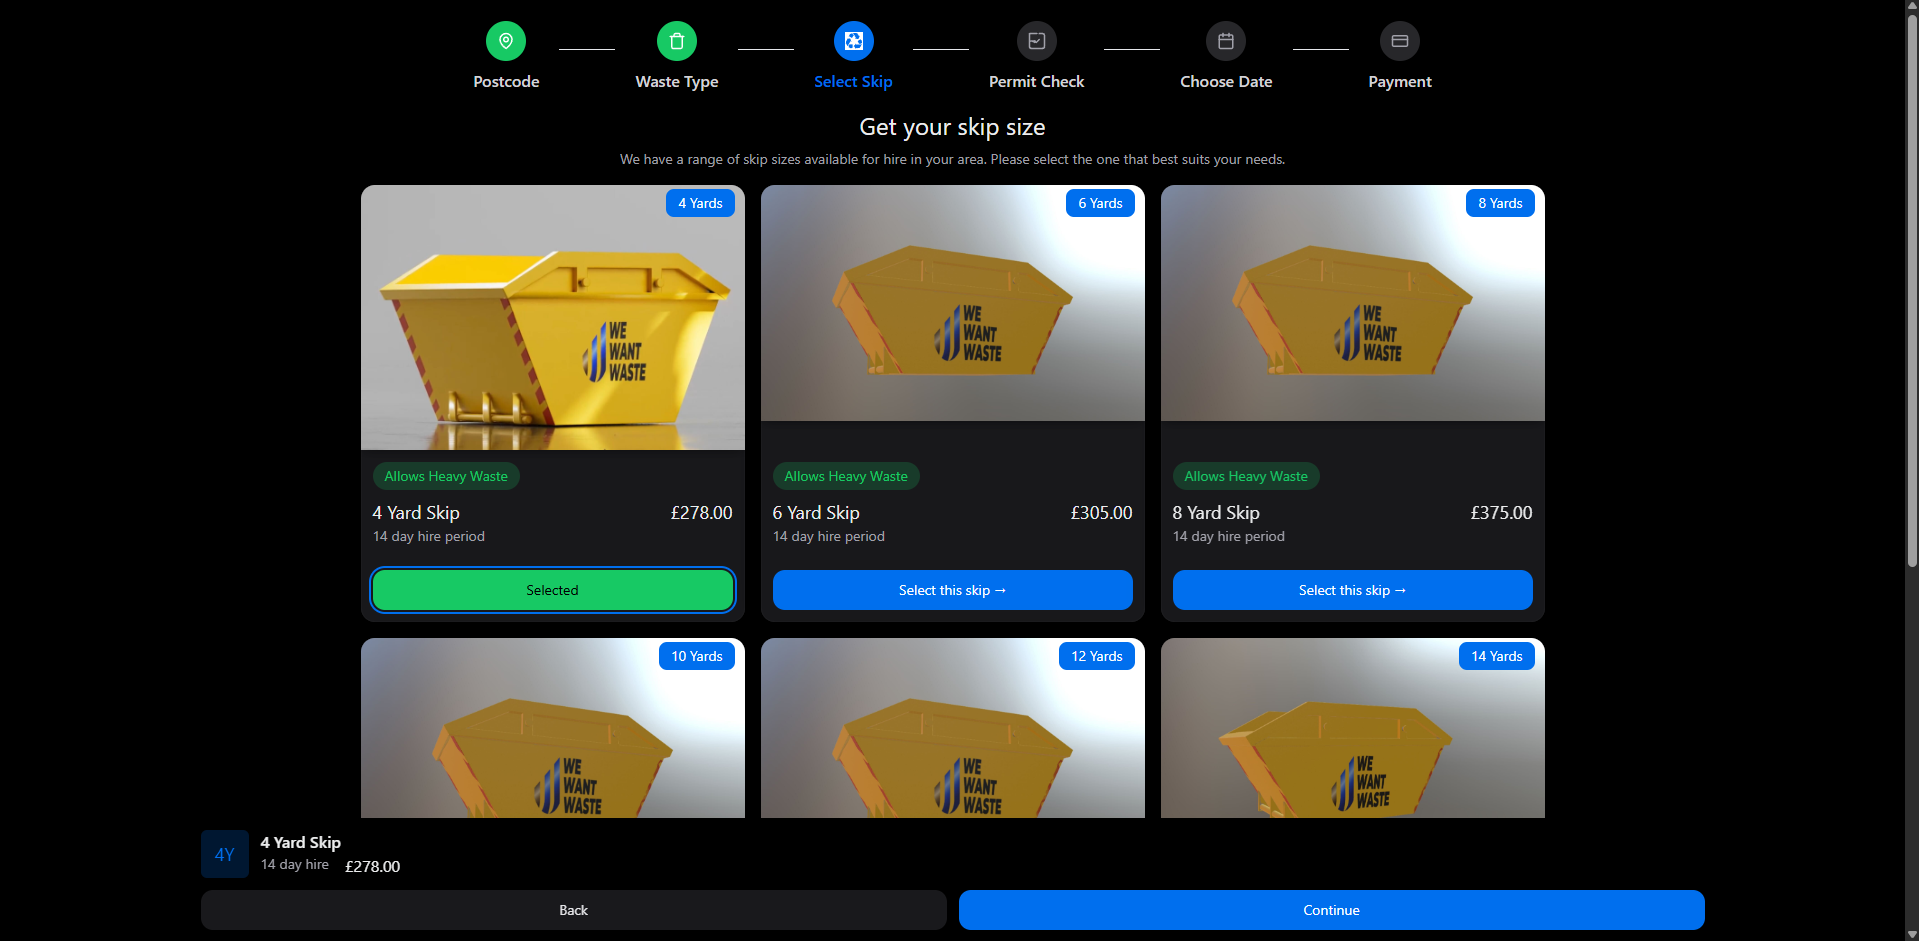 Postcode
Waste Type
Select Skip
Permit Check
Choose Date
Payment
Get your skip size
We have a range of skip sizes available for hire in your area. Please select the one that best suits your needs.
4 Yards
WE
WANT
WASTE
Allows Heavy Waste
4 Yard Skip £278.00
14 day hire period
Selected
6 Yards
WE
WANT
WASTE
Allows Heavy Waste
6 Yard Skip £305.00
14 day hire period
Select this skip →
8 Yards
WE
WANT
WASTE
Allows Heavy Waste
8 Yard Skip £375.00
14 day hire period
Select this skip →
10 Yards
WE
WANT
WASTE
12 Yards
WE
WANT
WASTE
14 Yards
WE
WANT
WASTE
4Y
4 Yard Skip
14 day hire £278.00
Back
Continue